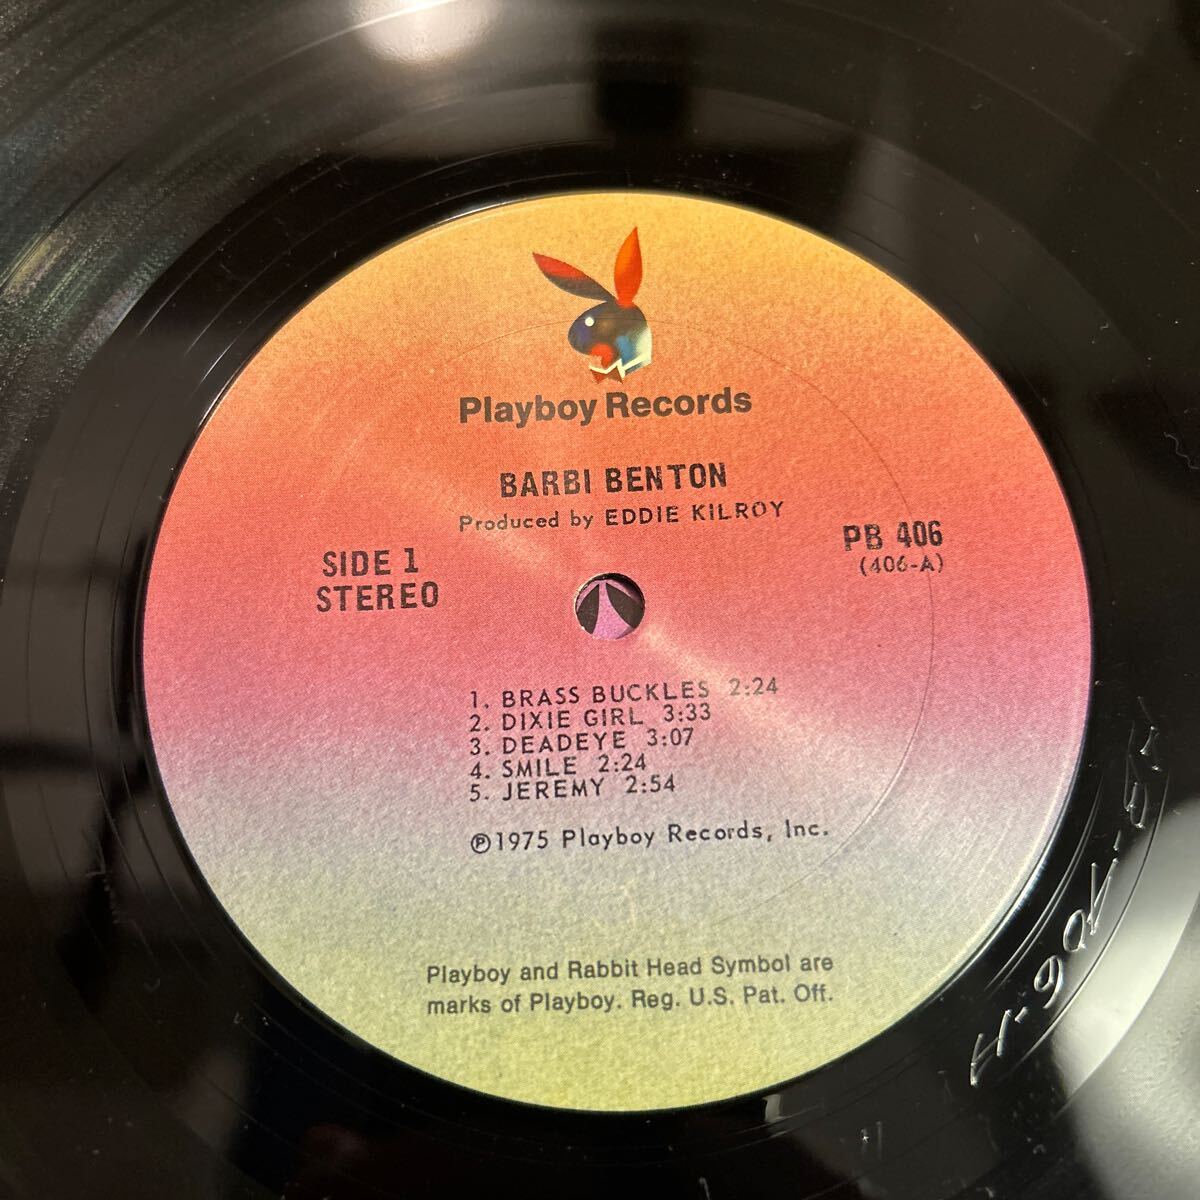 Playboy Records
BARBI BENTON
Produced by EDDIE KILROY
SIDE 1
STEREO
PB 406
(406-A)
1. BRASS BUCKLES 2:24
2. DIXIE GIRL 3:33
3. DEADEYE 3:07
4. SMILE 2:24
5. JEREMY 2:54
℗1975 Playboy Records, Inc.
Playboy and Rabbit Head Symbol are
marks of Playboy. Reg. U.S. Pat. Off.